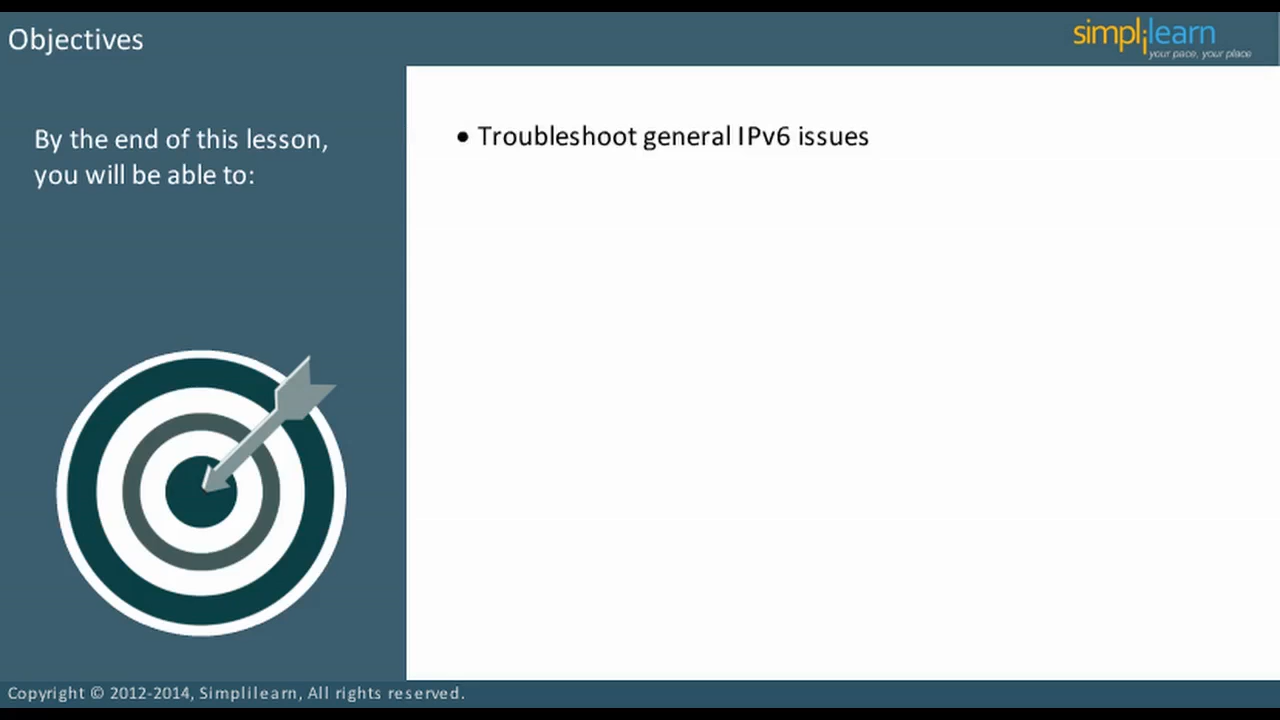 Objectives
simplilearn
your pace, your place
By the end of this lesson,
you will be able to:
● Troubleshoot general IPv6 issues
Copyright © 2012-2014, Simplilearn, All rights reserved.